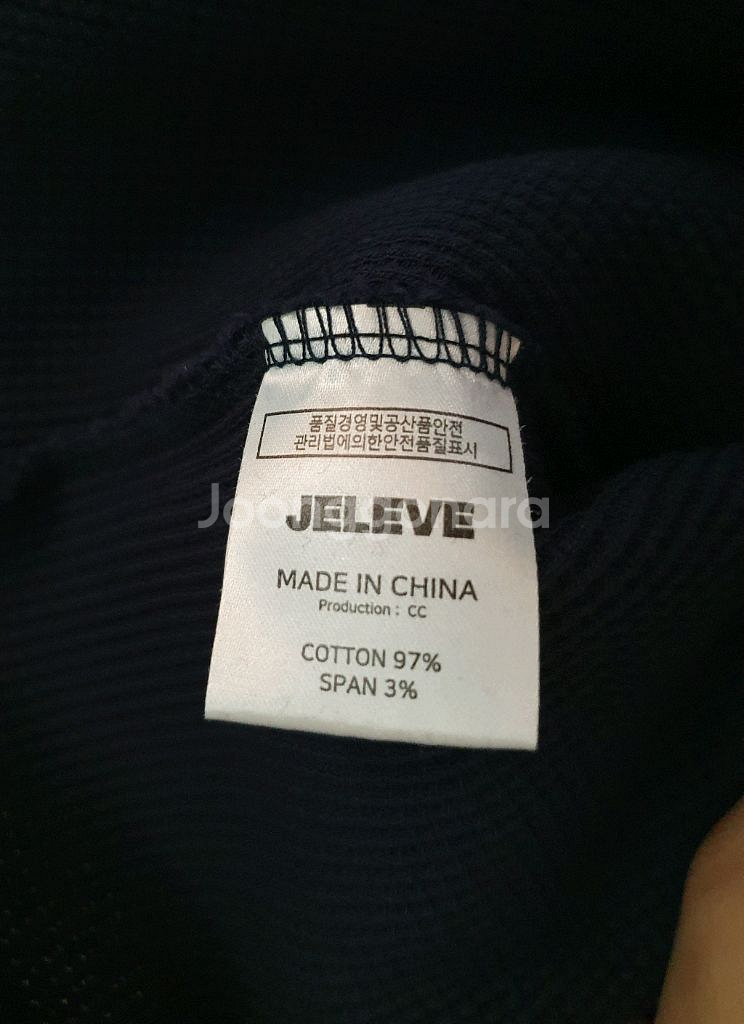 품질경영및공산품안전
관리법에의한안전품질표시
JELEVE
Joonggonara
MADE IN CHINA
Production : CC
COTTON 97%
SPAN 3%